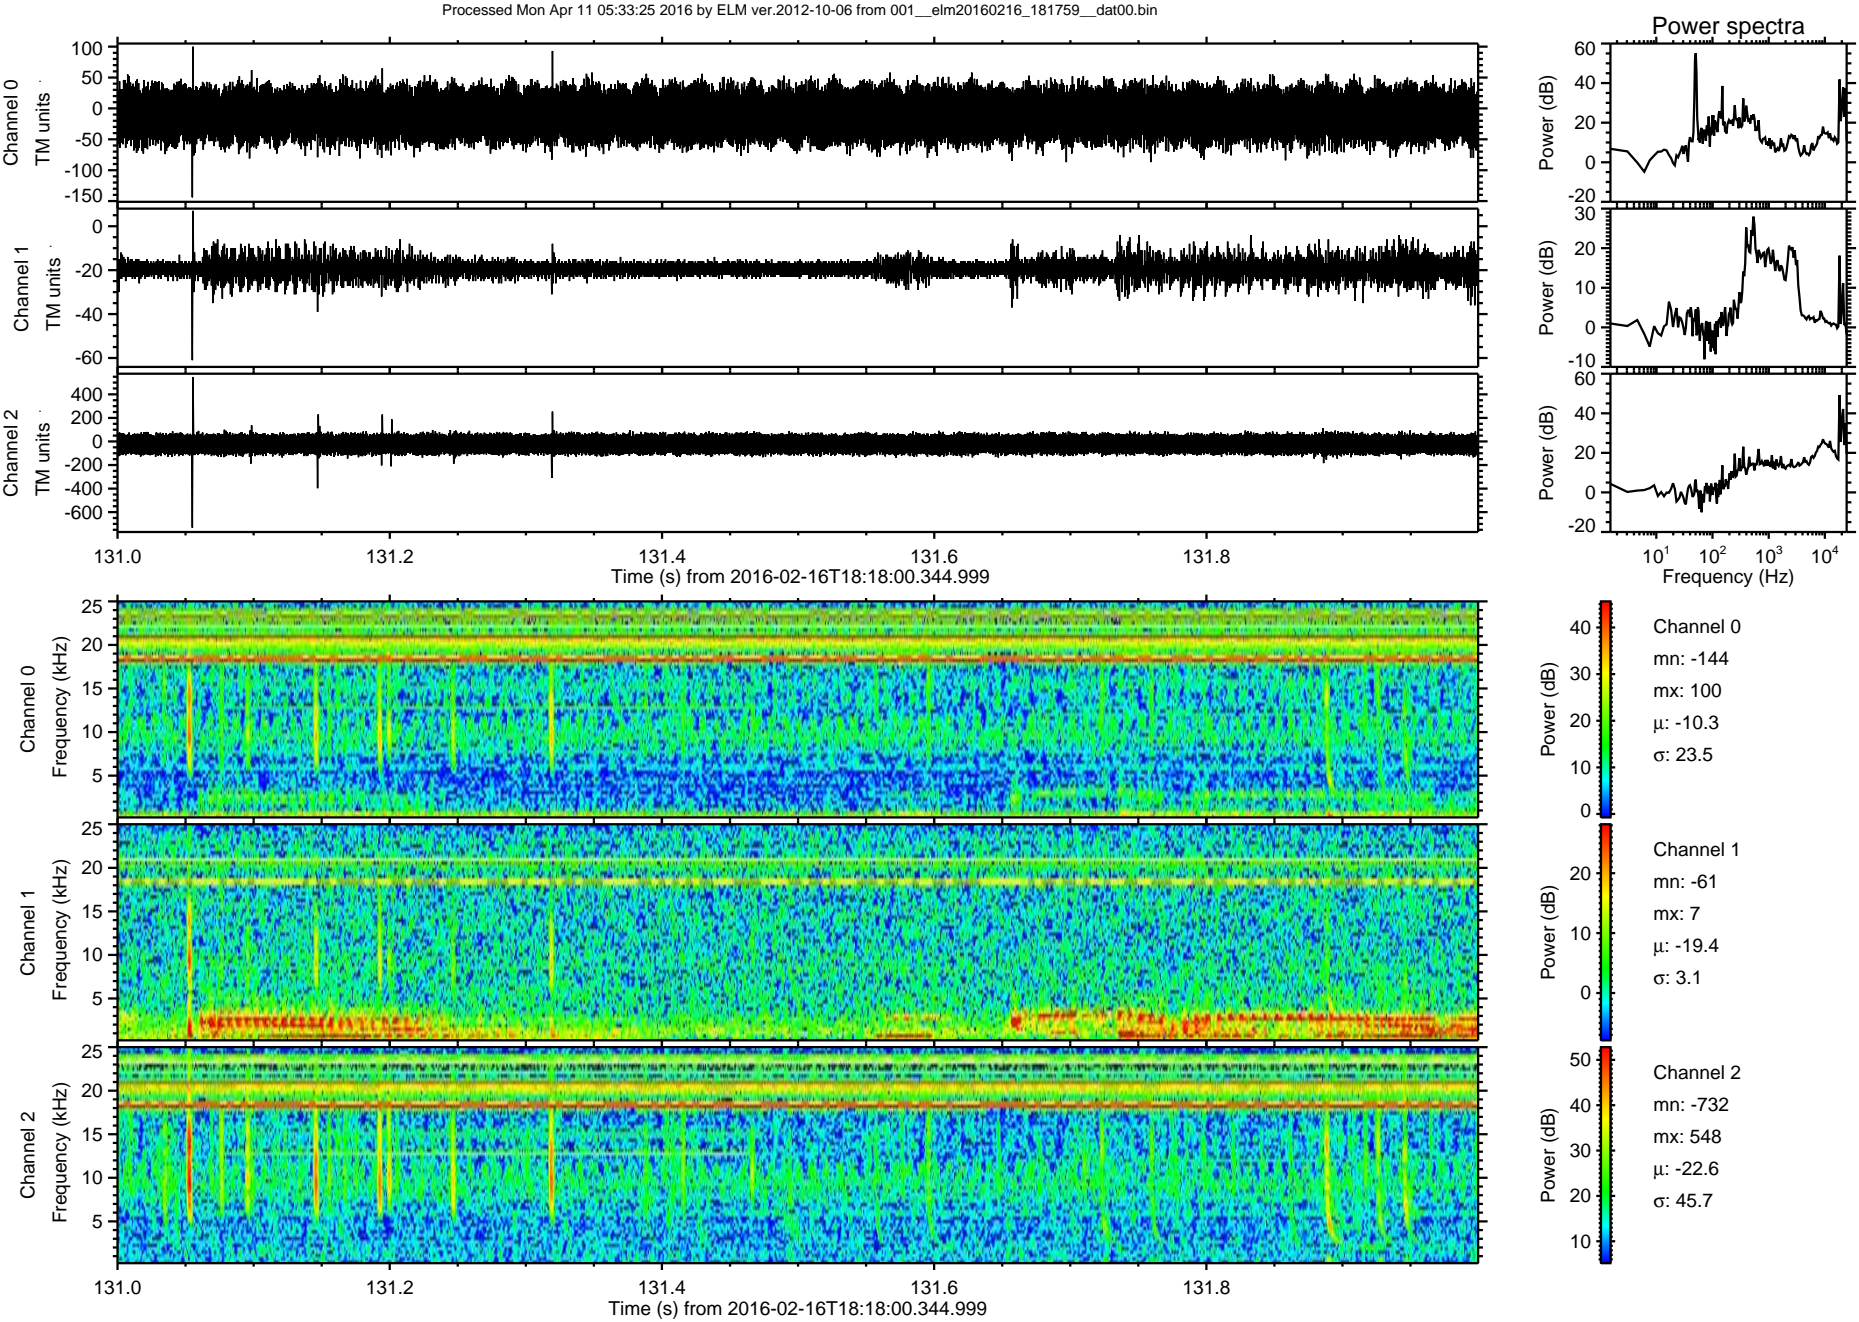 Processed Mon Apr 11 05:33:25 2016 by ELM ver.2012-10-06 from 001__elm20160216_181759__dat00.bin
Power spectra
Channel 0
TM units
100
50
0
-50
-100
-150
Power (dB)
60
40
20
0
-20
Channel 1
TM units
0
-20
-40
-60
Power (dB)
30
20
10
0
-10
Channel 2
TM units
400
200
0
-200
-400
-600
Power (dB)
60
40
20
0
-20
131.0 131.2 131.4 131.6 131.8
Time (s) from 2016-02-16T18:18:00.344.999
10¹ 10² 10³ 10⁴
Frequency (Hz)
Channel 0
Frequency (kHz)
25
20
15
10
5
Power (dB)
40
30
20
10
0
Channel 0
mn: -144
mx: 100
μ: -10.3
σ: 23.5
Channel 1
Frequency (kHz)
25
20
15
10
5
Power (dB)
20
10
0
Channel 1
mn: -61
mx: 7
μ: -19.4
σ: 3.1
Channel 2
Frequency (kHz)
25
20
15
10
5
Power (dB)
50
40
30
20
10
Channel 2
mn: -732
mx: 548
μ: -22.6
σ: 45.7
131.0 131.2 131.4 131.6 131.8
Time (s) from 2016-02-16T18:18:00.344.999